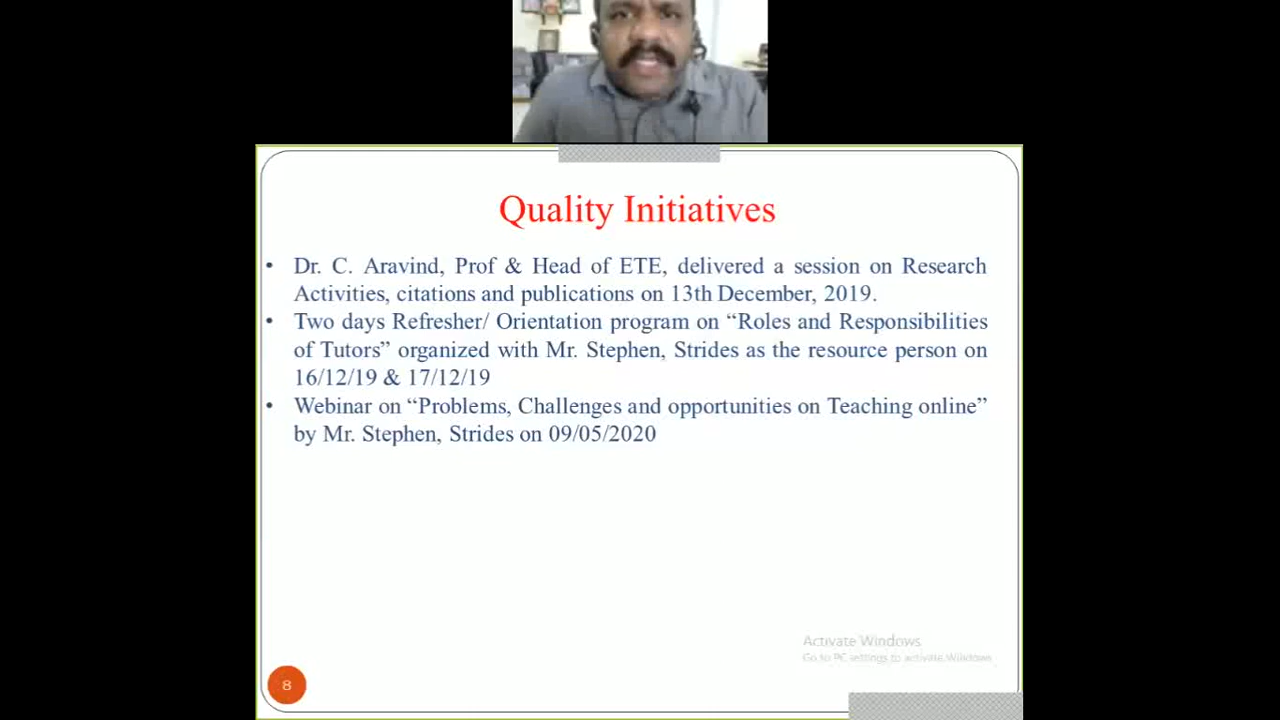 Quality Initiatives
• Dr. C. Aravind, Prof & Head of ETE, delivered a session on Research
Activities, citations and publications on 13th December, 2019.
• Two days Refresher/ Orientation program on “Roles and Responsibilities
of Tutors” organized with Mr. Stephen, Strides as the resource person on
16/12/19 & 17/12/19
• Webinar on “Problems, Challenges and opportunities on Teaching online”
by Mr. Stephen, Strides on 09/05/2020
Activate Windows
Go to PC settings to activate Windows
8